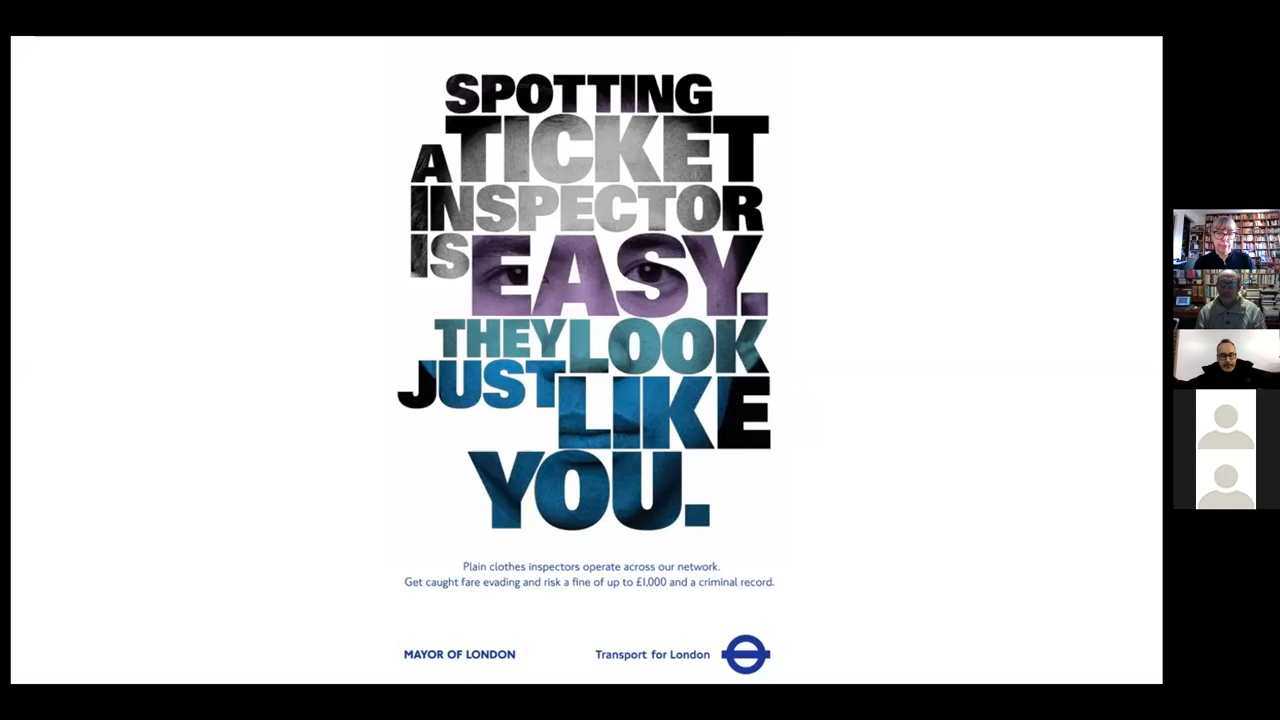 SPOTTING
A TICKET
INSPECTOR
IS EASY.
THEY LOOK
JUST LIKE
YOU.
Plain clothes inspectors operate across our network.
Get caught fare evading and risk a fine of up to £1,000 and a criminal record.
MAYOR OF LONDON
Transport for London